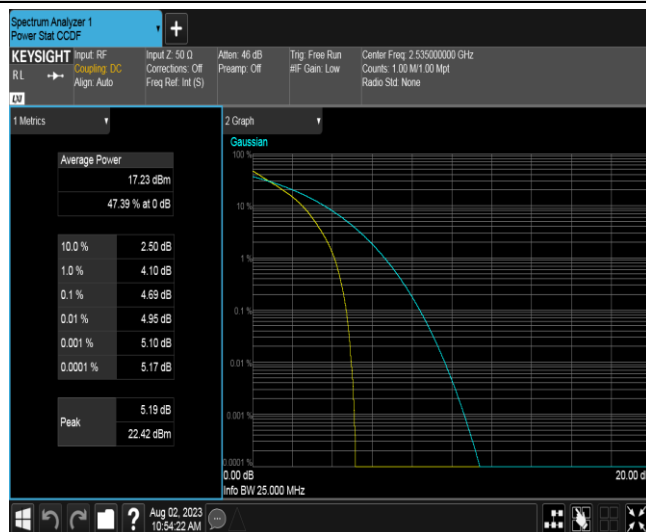 Spectrum Analyzer 1
Power Stat CCDF
+
KEYSIGHT
RL
LXI
Input: RF
Coupling: DC
Align: Auto
Input Z: 50 Ω
Corrections: Off
Freq Ref: Int (S)
Atten: 46 dB
Preamp: Off
Trig: Free Run
#IF Gain: Low
Center Freq: 2.535000000 GHz
Counts: 1.00 M/1.00 Mpt
Radio Std: None
1 Metrics
Average Power
17.23 dBm
47.39 % at 0 dB
10.0 % 2.50 dB
1.0 % 4.10 dB
0.1 % 4.69 dB
0.01 % 4.95 dB
0.001 % 5.10 dB
0.0001 % 5.17 dB
Peak 5.19 dB
22.42 dBm
2 Graph
Gaussian
100 %
10 %
1 %
0.1 %
0.01 %
0.001 %
0.0001 %
0.00 dB
20.00 d
Info BW 25.000 MHz
?
Aug 02, 2023
10:54:22 AM